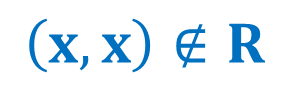 (x, x) ∉ R